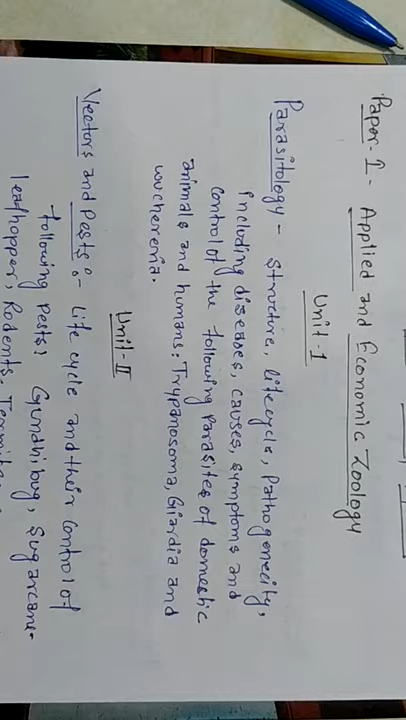 Paper-I - Applied and Economic Zoology
Unit-I
Parasitology - Structure, lifecycle, Pathogenecity,
including diseases, causes, symptoms and
control of the following Parasites of domestic
animals and humans: Trypanosoma, Giardia and
wuchereria.
Unit-II
Vectors and Pests :- Life cycle and their control of
following pests: Gundhibug, Sugarcane-
leafhopper, Rodents. Termites